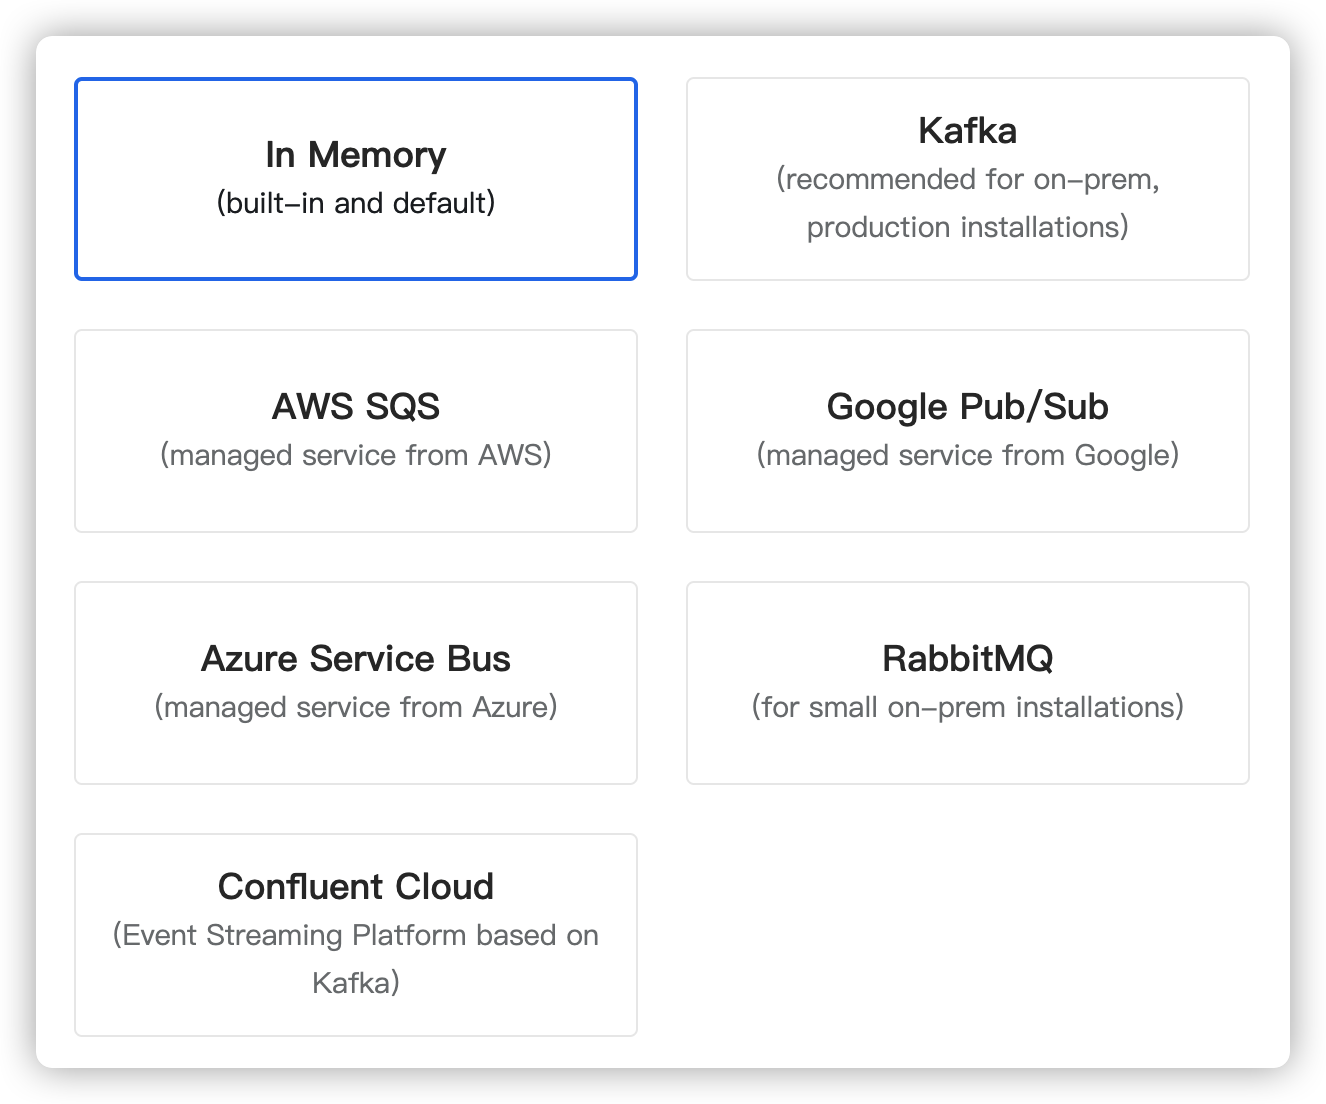 In Memory
(built-in and default)
Kafka
(recommended for on-prem,
production installations)
AWS SQS
(managed service from AWS)
Google Pub/Sub
(managed service from Google)
Azure Service Bus
(managed service from Azure)
RabbitMQ
(for small on-prem installations)
Confluent Cloud
(Event Streaming Platform based on
Kafka)